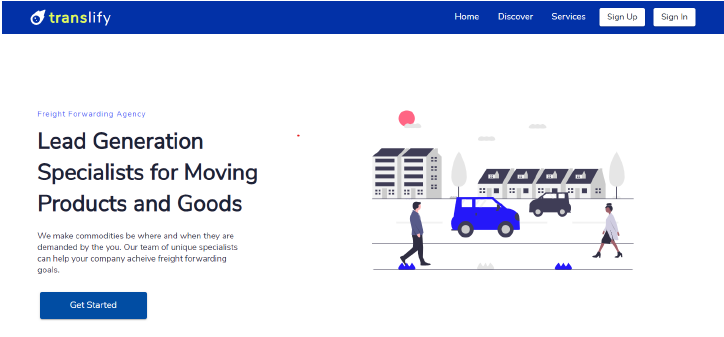 translify
Home Discover Services Sign Up Sign In
Freight Forwarding Agency
Lead Generation
Specialists for Moving
Products and Goods
We make commodities be where and when they are
demanded by the you. Our team of unique specialists
can help your company acheive freight forwarding
goals.
Get Started